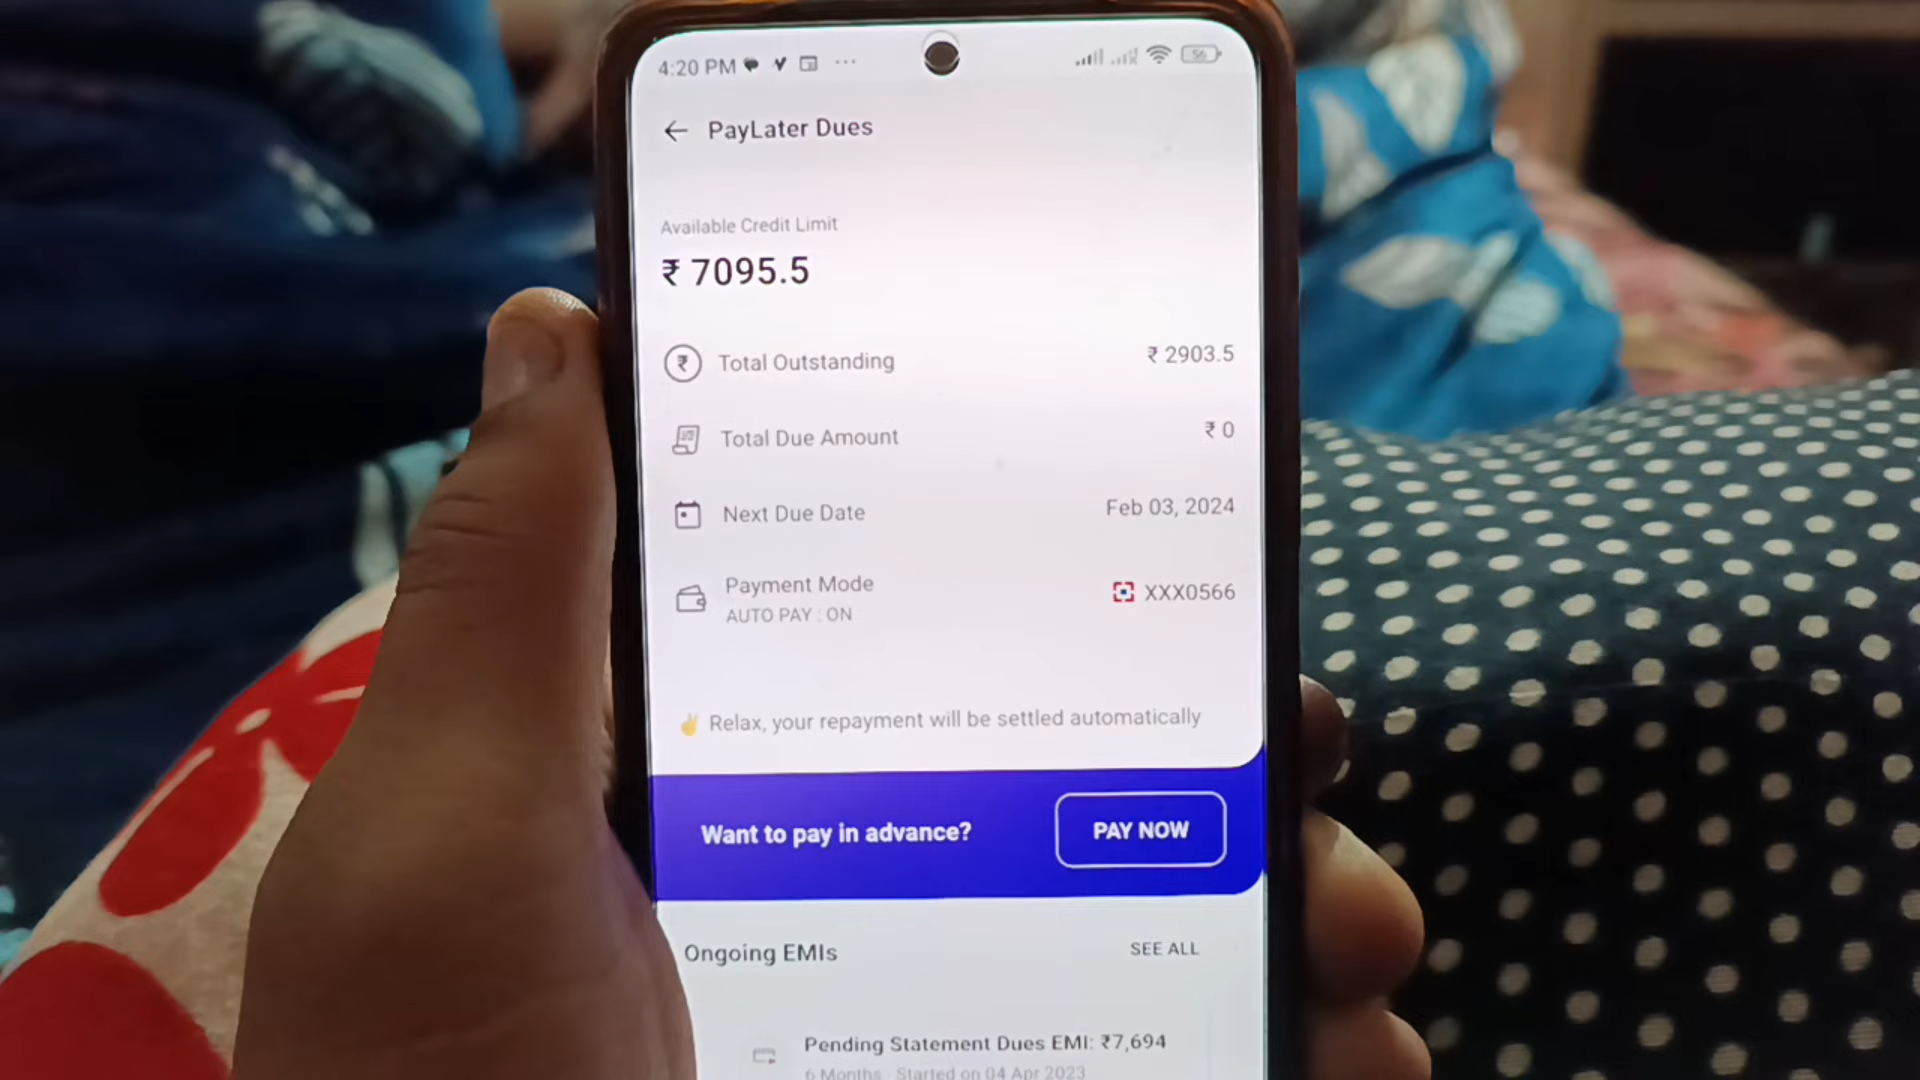 4:20 PM
56
PayLater Dues
Available Credit Limit
₹ 7095.5
Total Outstanding ₹ 2903.5
Total Due Amount ₹ 0
Next Due Date Feb 03, 2024
Payment Mode XXX0566
AUTO PAY : ON
✌ Relax, your repayment will be settled automatically
Want to pay in advance? PAY NOW
Ongoing EMIs SEE ALL
Pending Statement Dues EMI: ₹7,694
6 Months · Started on 04 Apr 2023